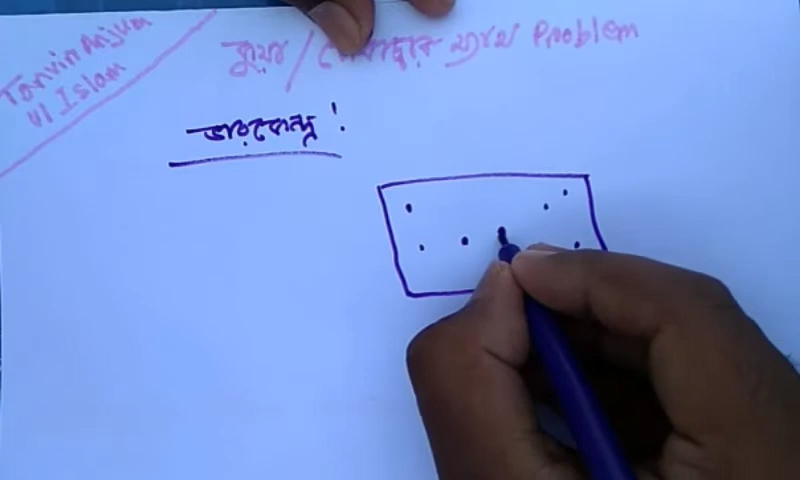 Tanvin Anjum
Ul Islam
কুয়া / চৌবাচ্চার সাথে Problem
ভারকেন্দ্র :